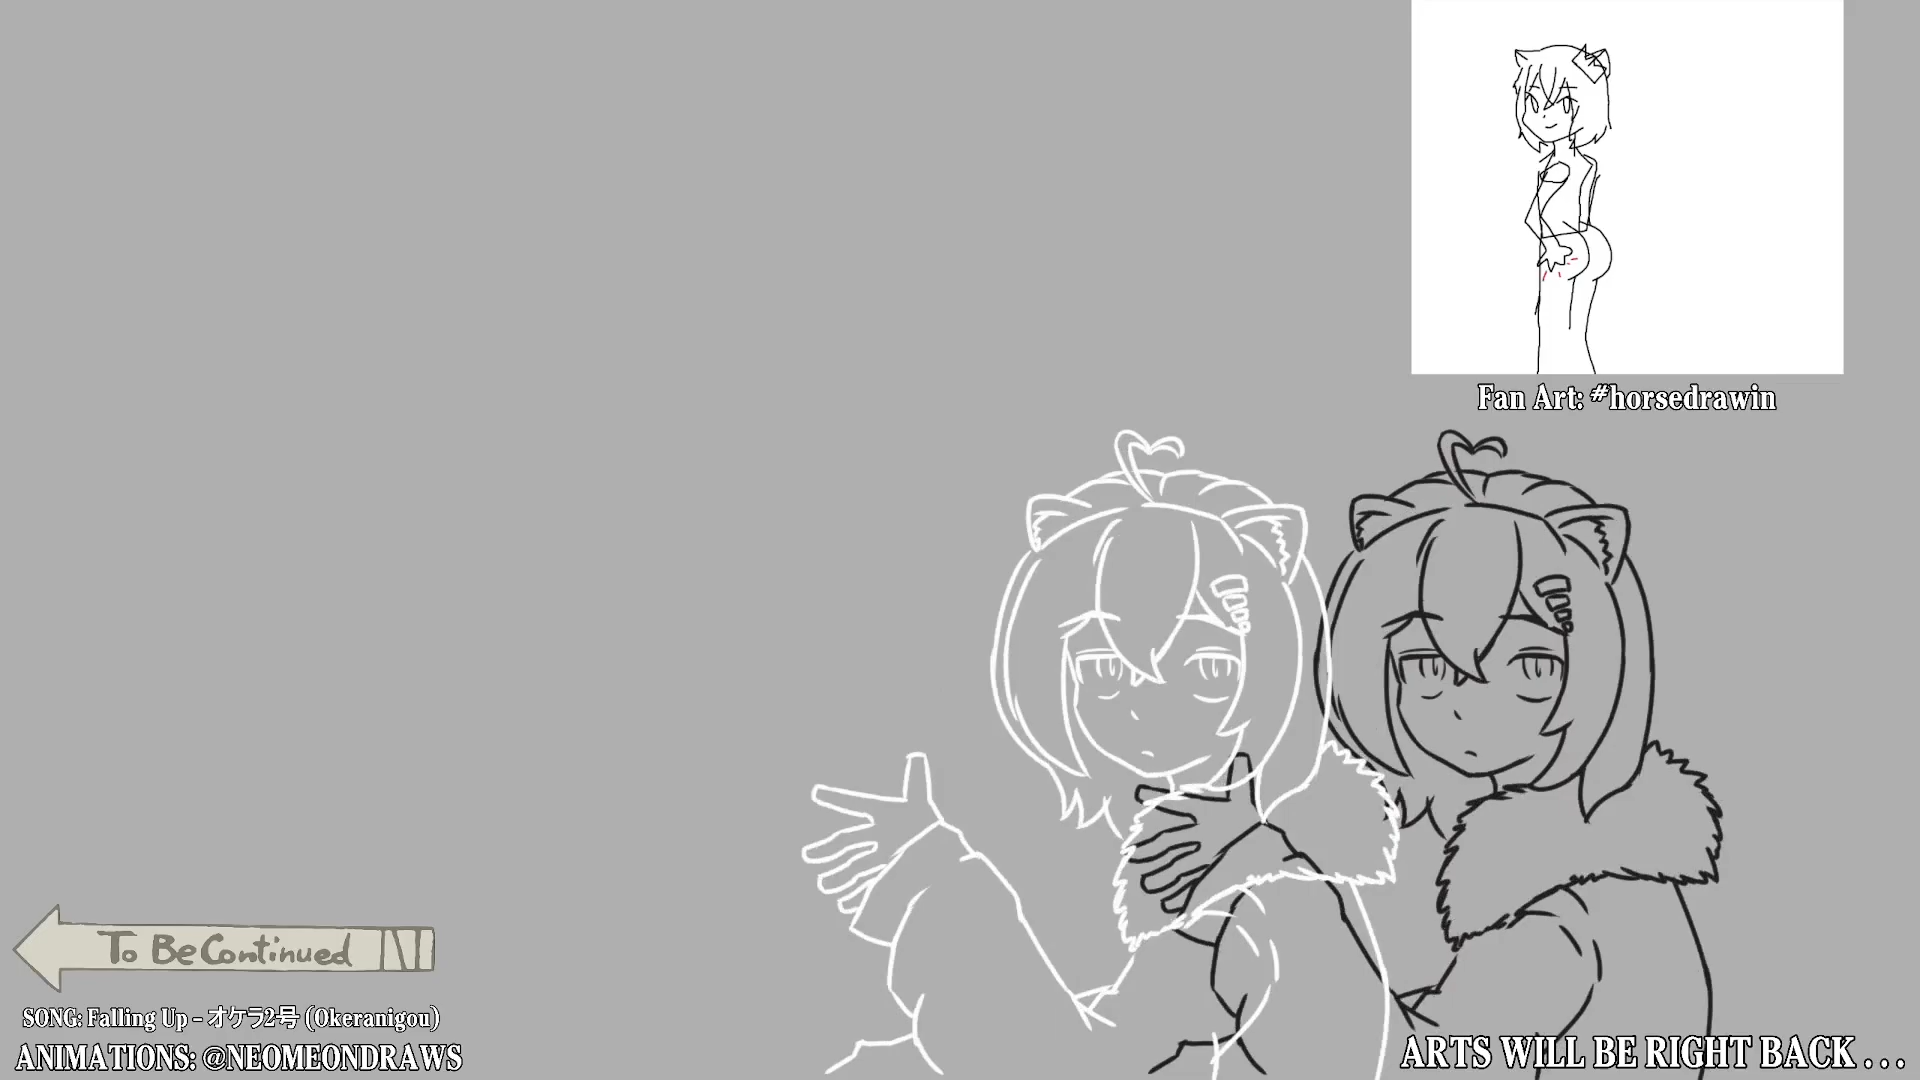 Fan Art: #horsedrawin
To Be Continued
SONG: Falling Up - オケラ2号 (Okeranigou)
ANIMATIONS: @NEOMEONDRAWS
ARTS WILL BE RIGHT BACK . . .